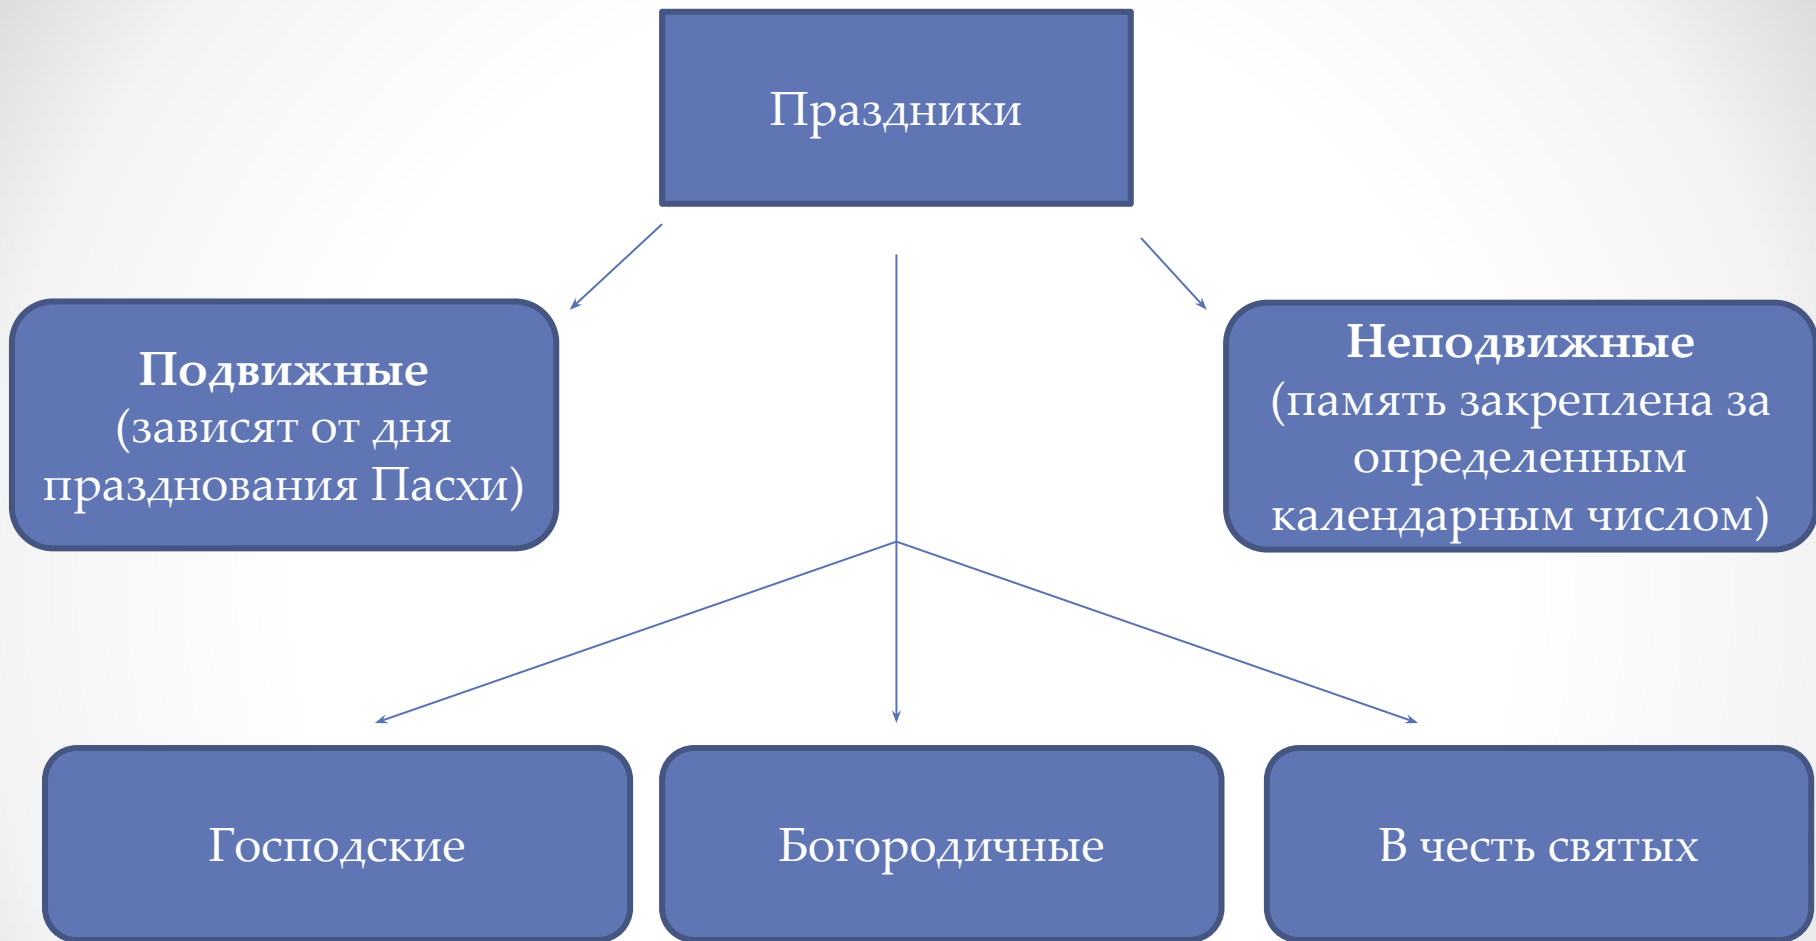 Праздники
Подвижные
(зависят от дня
празднования Пасхи)
Неподвижные
(память закреплена за
определенным
календарным числом)
Господские
Богородичные
В честь святых